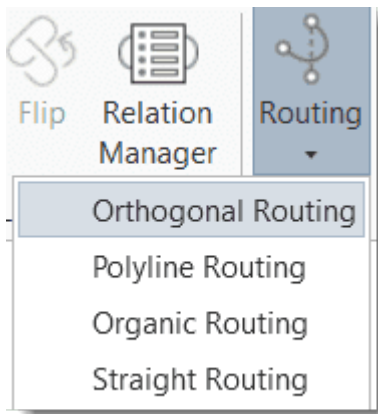 Flip
Relation
Manager
Routing
Orthogonal Routing
Polyline Routing
Organic Routing
Straight Routing